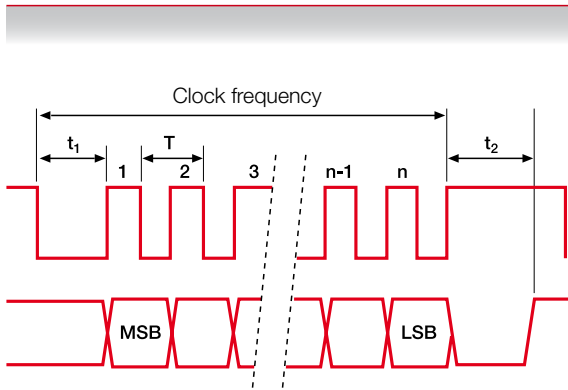 Clock frequency
t₁ T t₂
1 2 3 n-1 n
MSB LSB